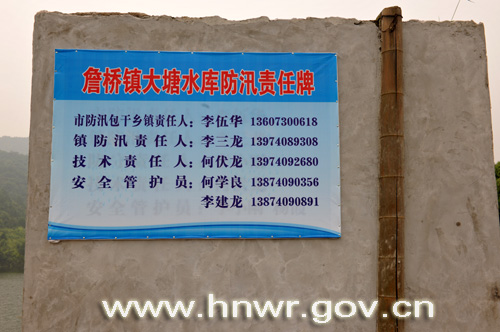 詹桥镇大塘水库防汛责任牌
市防汛包干乡镇责任人：李伍华 13607300618
镇防汛责任人：李三龙 13974089308
技术责任人：何伏龙 13974092680
安全管护员：何学良 13874090356
李建龙 13874090891
www.hnwr.gov.cn